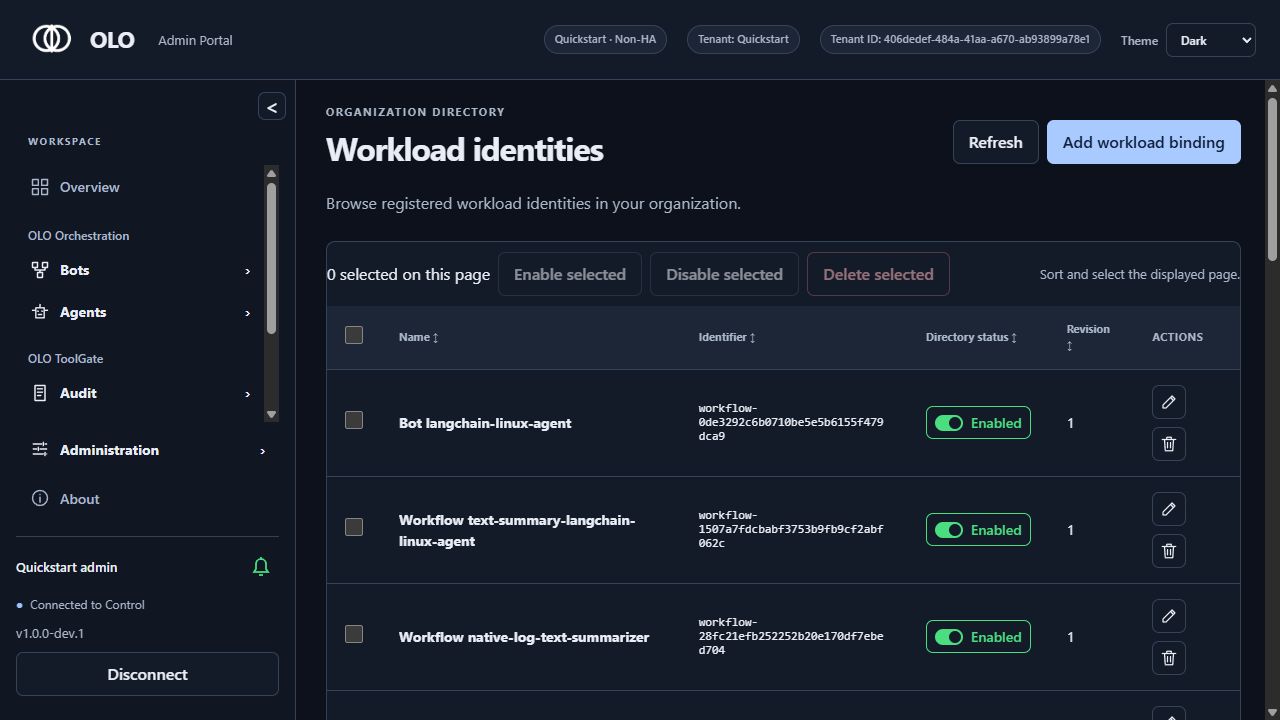 OLO Admin Portal
Quickstart · Non-HA
Tenant: Quickstart
Tenant ID: 406dedef-484a-41aa-a670-ab93899a78e1
Theme Dark
<
WORKSPACE
Overview
OLO Orchestration
Bots ›
Agents ›
OLO ToolGate
Audit ›
Administration ›
About
Quickstart admin
Connected to Control
v1.0.0-dev.1
Disconnect
ORGANIZATION DIRECTORY
Workload identities
Refresh
Add workload binding
Browse registered workload identities in your organization.
0 selected on this page
Enable selected
Disable selected
Delete selected
Sort and select the displayed page.
Name ↕ Identifier ↕ Directory status ↕ Revision ↕ ACTIONS
Bot langchain-linux-agent
workflow-
0de3292c6b0710be5e5b6155f479
dca9
Enabled
1
Workflow text-summary-langchain-
linux-agent
workflow-
1507a7fdcbabf3753b9fb9cf2abf
062c
Enabled
1
Workflow native-log-text-summarizer
workflow-
28fc21efb252252b20e170df7ebe
d704
Enabled
1